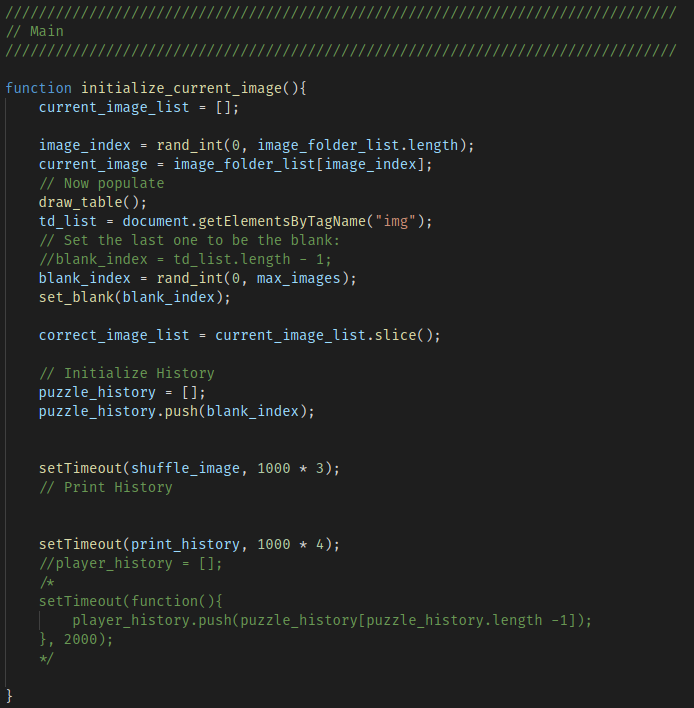 ////////////////////////////////////////////////////////////////////////////////
// Main
////////////////////////////////////////////////////////////////////////////////
function initialize_current_image(){
    current_image_list = [];
    image_index = rand_int(0, image_folder_list.length);
    current_image = image_folder_list[image_index];
    // Now populate
    draw_table();
    td_list = document.getElementsByTagName("img");
    // Set the last one to be the blank:
    //blank_index = td_list.length - 1;
    blank_index = rand_int(0, max_images);
    set_blank(blank_index);
    correct_image_list = current_image_list.slice();
    // Initialize History
    puzzle_history = [];
    puzzle_history.push(blank_index);
    setTimeout(shuffle_image, 1000 * 3);
    // Print History
    setTimeout(print_history, 1000 * 4);
    //player_history = [];
    /*
    setTimeout(function(){
        player_history.push(puzzle_history[puzzle_history.length -1]);
    }, 2000);
    */
}